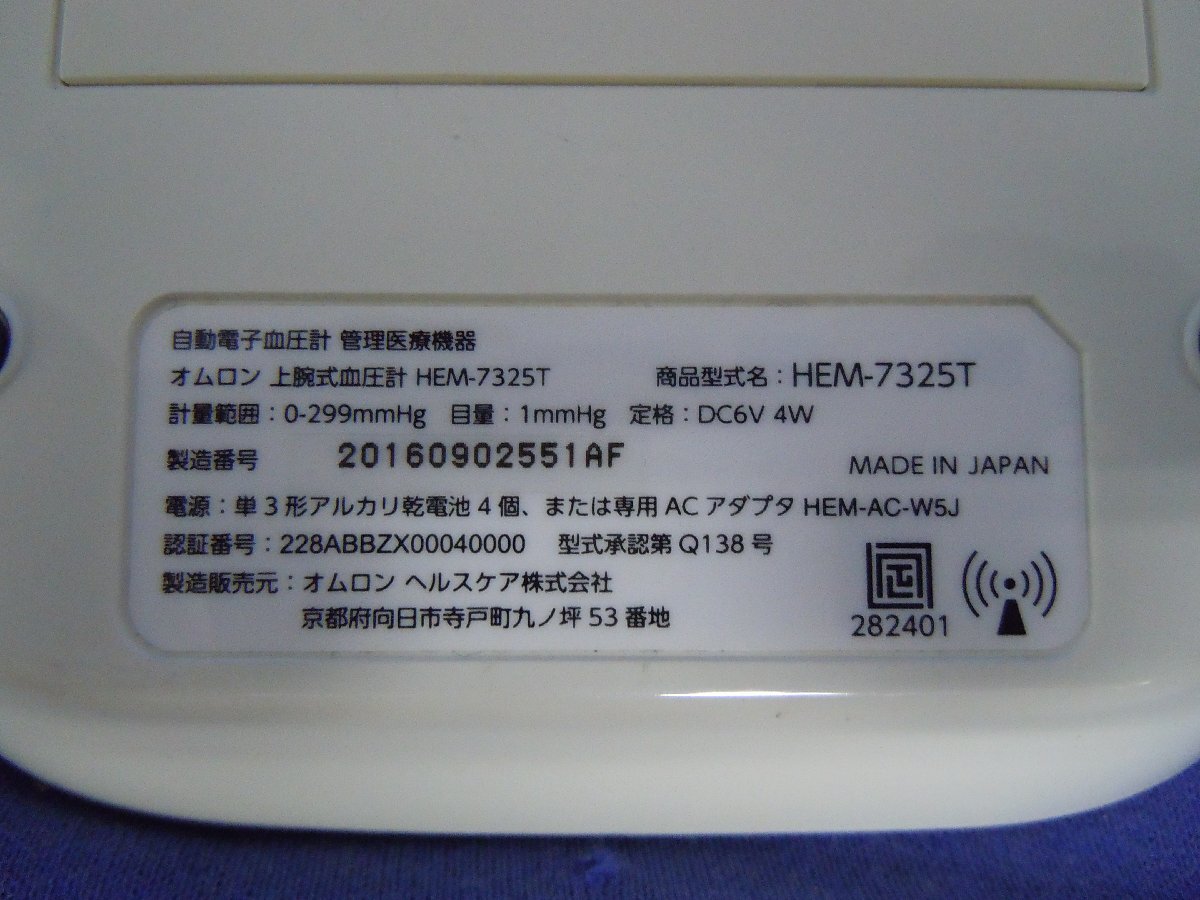 自動電子血圧計 管理医療機器
オムロン 上腕式血圧計 HEM-7325T 商品型式名：HEM-7325T
計量範囲：0-299mmHg 目量：1mmHg 定格：DC6V 4W
製造番号 20160902551AF MADE IN JAPAN
電源：単３形アルカリ乾電池４個、または専用 AC アダプタ HEM-AC-W5J
認証番号：228ABBZX00040000 型式承認第 Q138 号
製造販売元：オムロン ヘルスケア株式会社
京都府向日市寺戸町九ノ坪 53 番地
正
282401